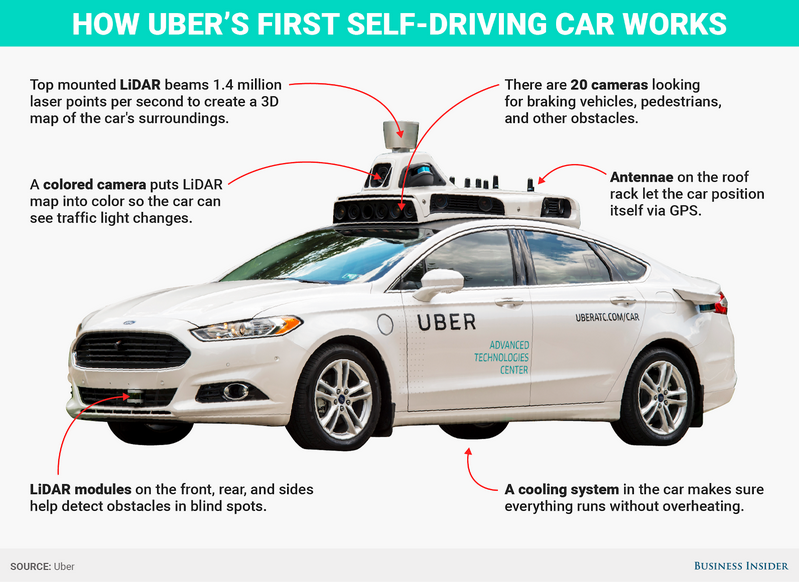 HOW UBER'S FIRST SELF-DRIVING CAR WORKS
Top mounted LiDAR beams 1.4 million
laser points per second to create a 3D
map of the car's surroundings.
There are 20 cameras looking
for braking vehicles, pedestrians,
and other obstacles.
A colored camera puts LiDAR
map into color so the car can
see traffic light changes.
Antennae on the roof
rack let the car position
itself via GPS.
UBER
ADVANCED
TECHNOLOGIES
CENTER
UBERATC.COM/CAR
LiDAR modules on the front, rear, and sides
help detect obstacles in blind spots.
A cooling system in the car makes sure
everything runs without overheating.
SOURCE: Uber
BUSINESS INSIDER